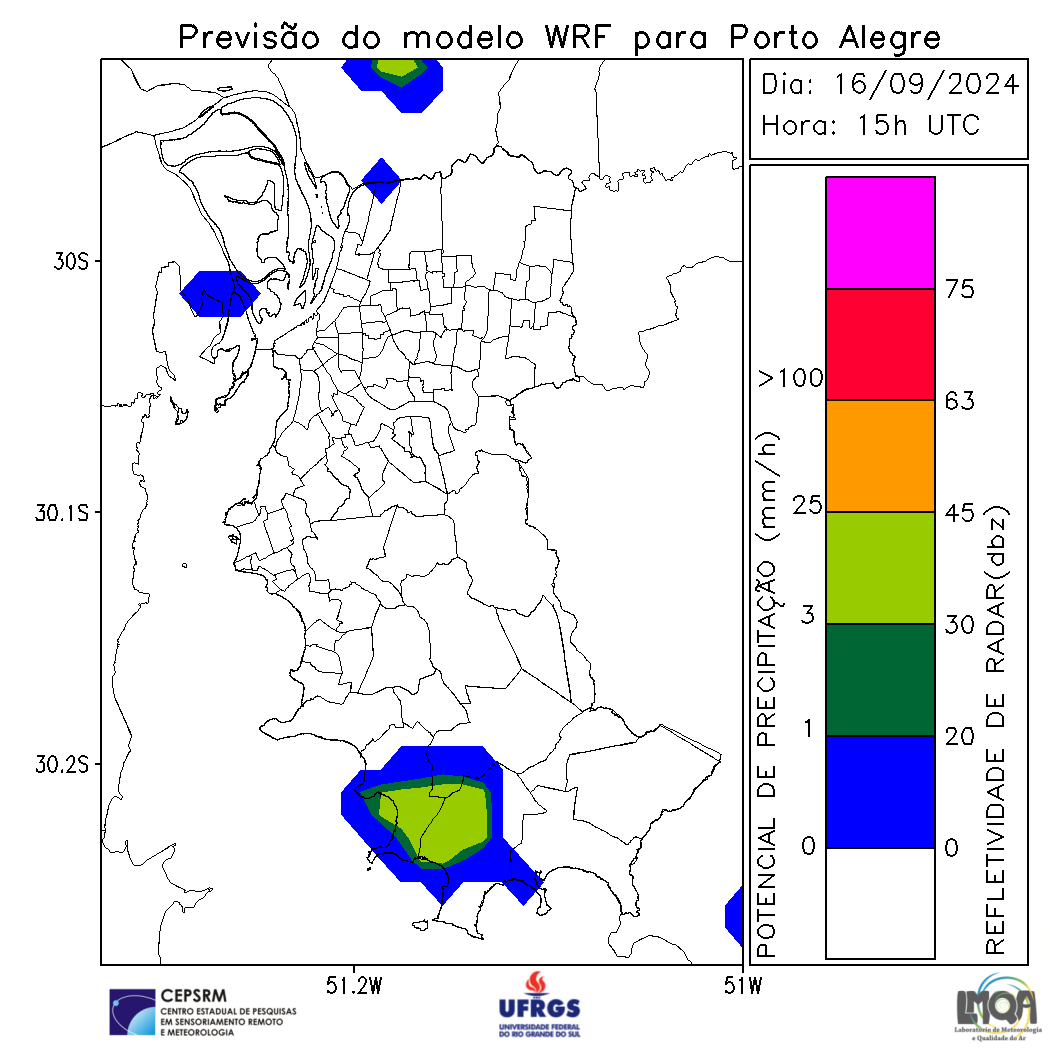 Previsão do modelo WRF para Porto Alegre
Dia: 16/09/2024
Hora: 15h UTC
30S
30.1S
30.2S
51.2W
51W
POTENCIAL DE PRECIPITAÇÃO (mm/h)
>100
25
3
1
0
75
63
45
30
20
0
REFLETIVIDADE DE RADAR(dbz)
CEPSRM
CENTRO ESTADUAL DE PESQUISAS
EM SENSORIAMENTO REMOTO
E METEOROLOGIA
UFRGS
UNIVERSIDADE FEDERAL
DO RIO GRANDE DO SUL
LMQA
Laboratório de Meteorologia
e Qualidade do Ar